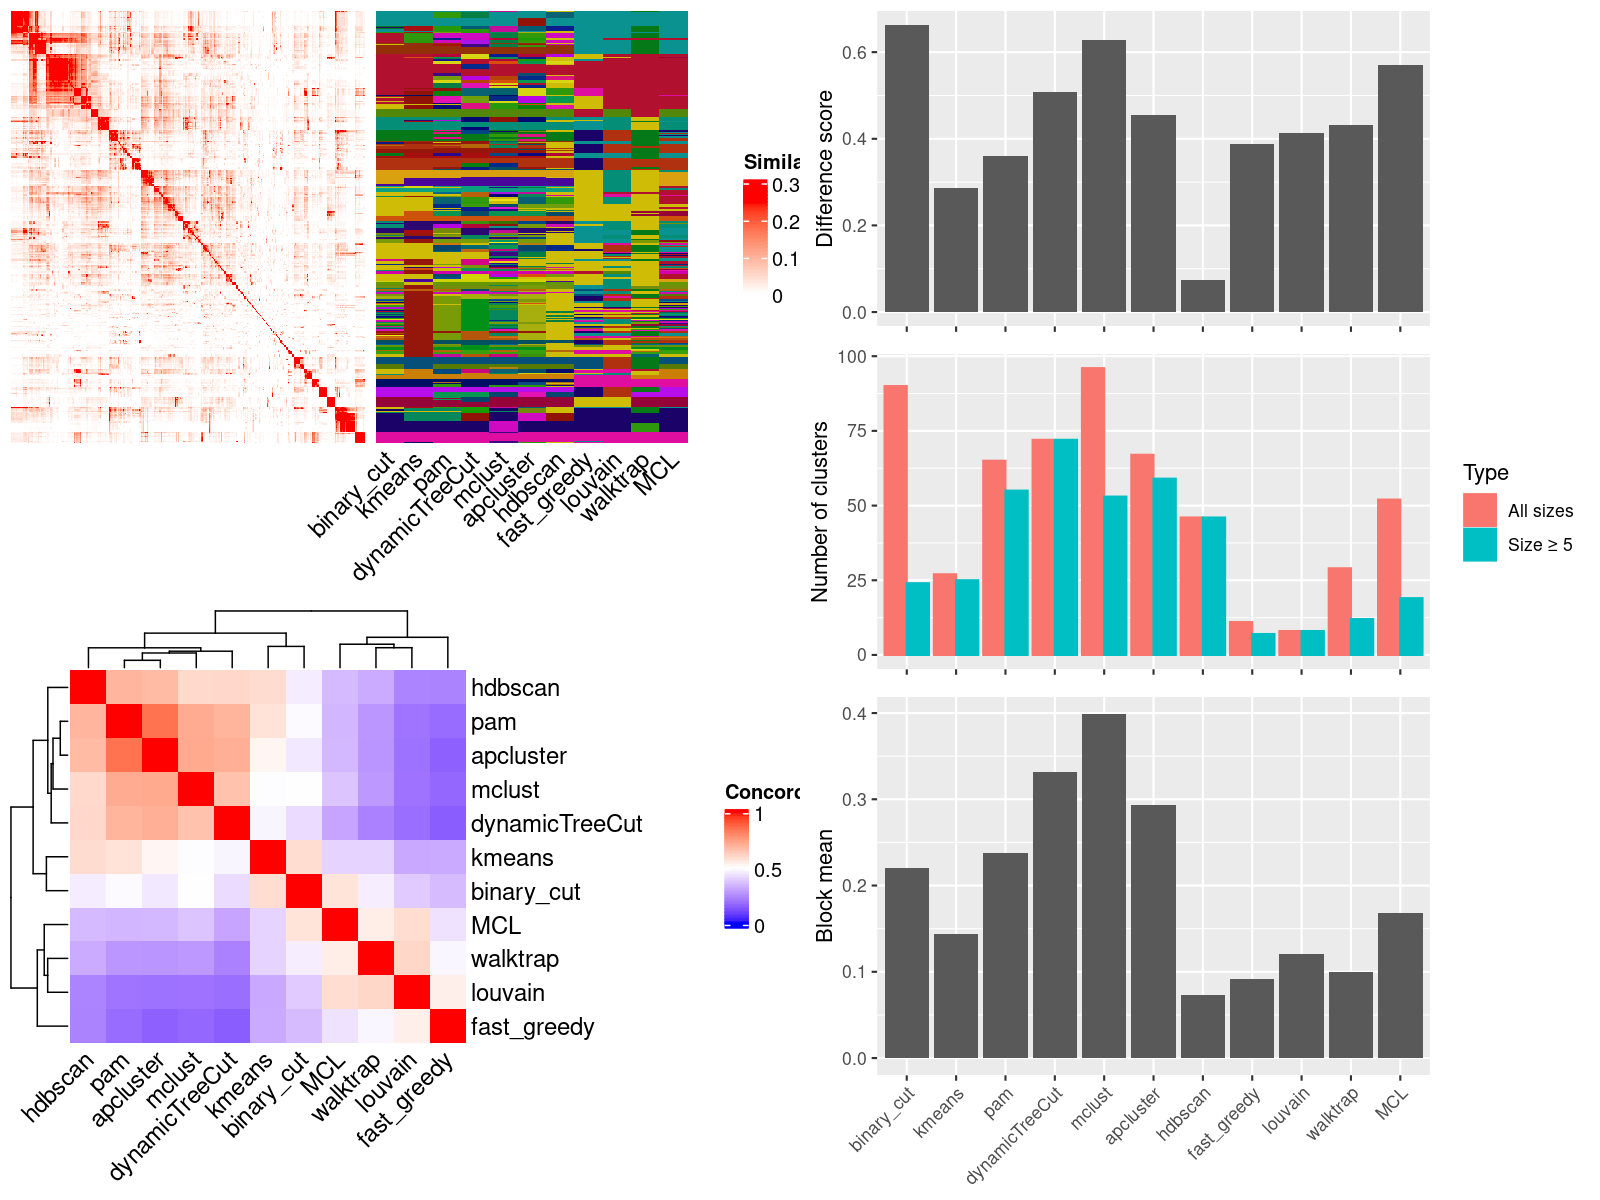 Simila
0.3
0.2
0.1
0
binary_cut
kmeans
pam
dynamicTreeCut
mclust
apcluster
hdbscan
fast_greedy
louvain
walktrap
MCL
hdbscan
pam
apcluster
mclust
dynamicTreeCut
kmeans
binary_cut
MCL
walktrap
louvain
fast_greedy
hdbscan
pam
apcluster
mclust
dynamicTreeCut
kmeans
binary_cut
MCL
walktrap
louvain
fast_greedy
Concord
1
0.5
0
Difference score
0.6
0.4
0.2
0.0
Number of clusters
100
75
50
25
0
Type
All sizes
Size ≥ 5
Block mean
0.4
0.3
0.2
0.1
0.0
binary_cut
kmeans
pam
dynamicTreeCut
mclust
apcluster
hdbscan
fast_greedy
louvain
walktrap
MCL